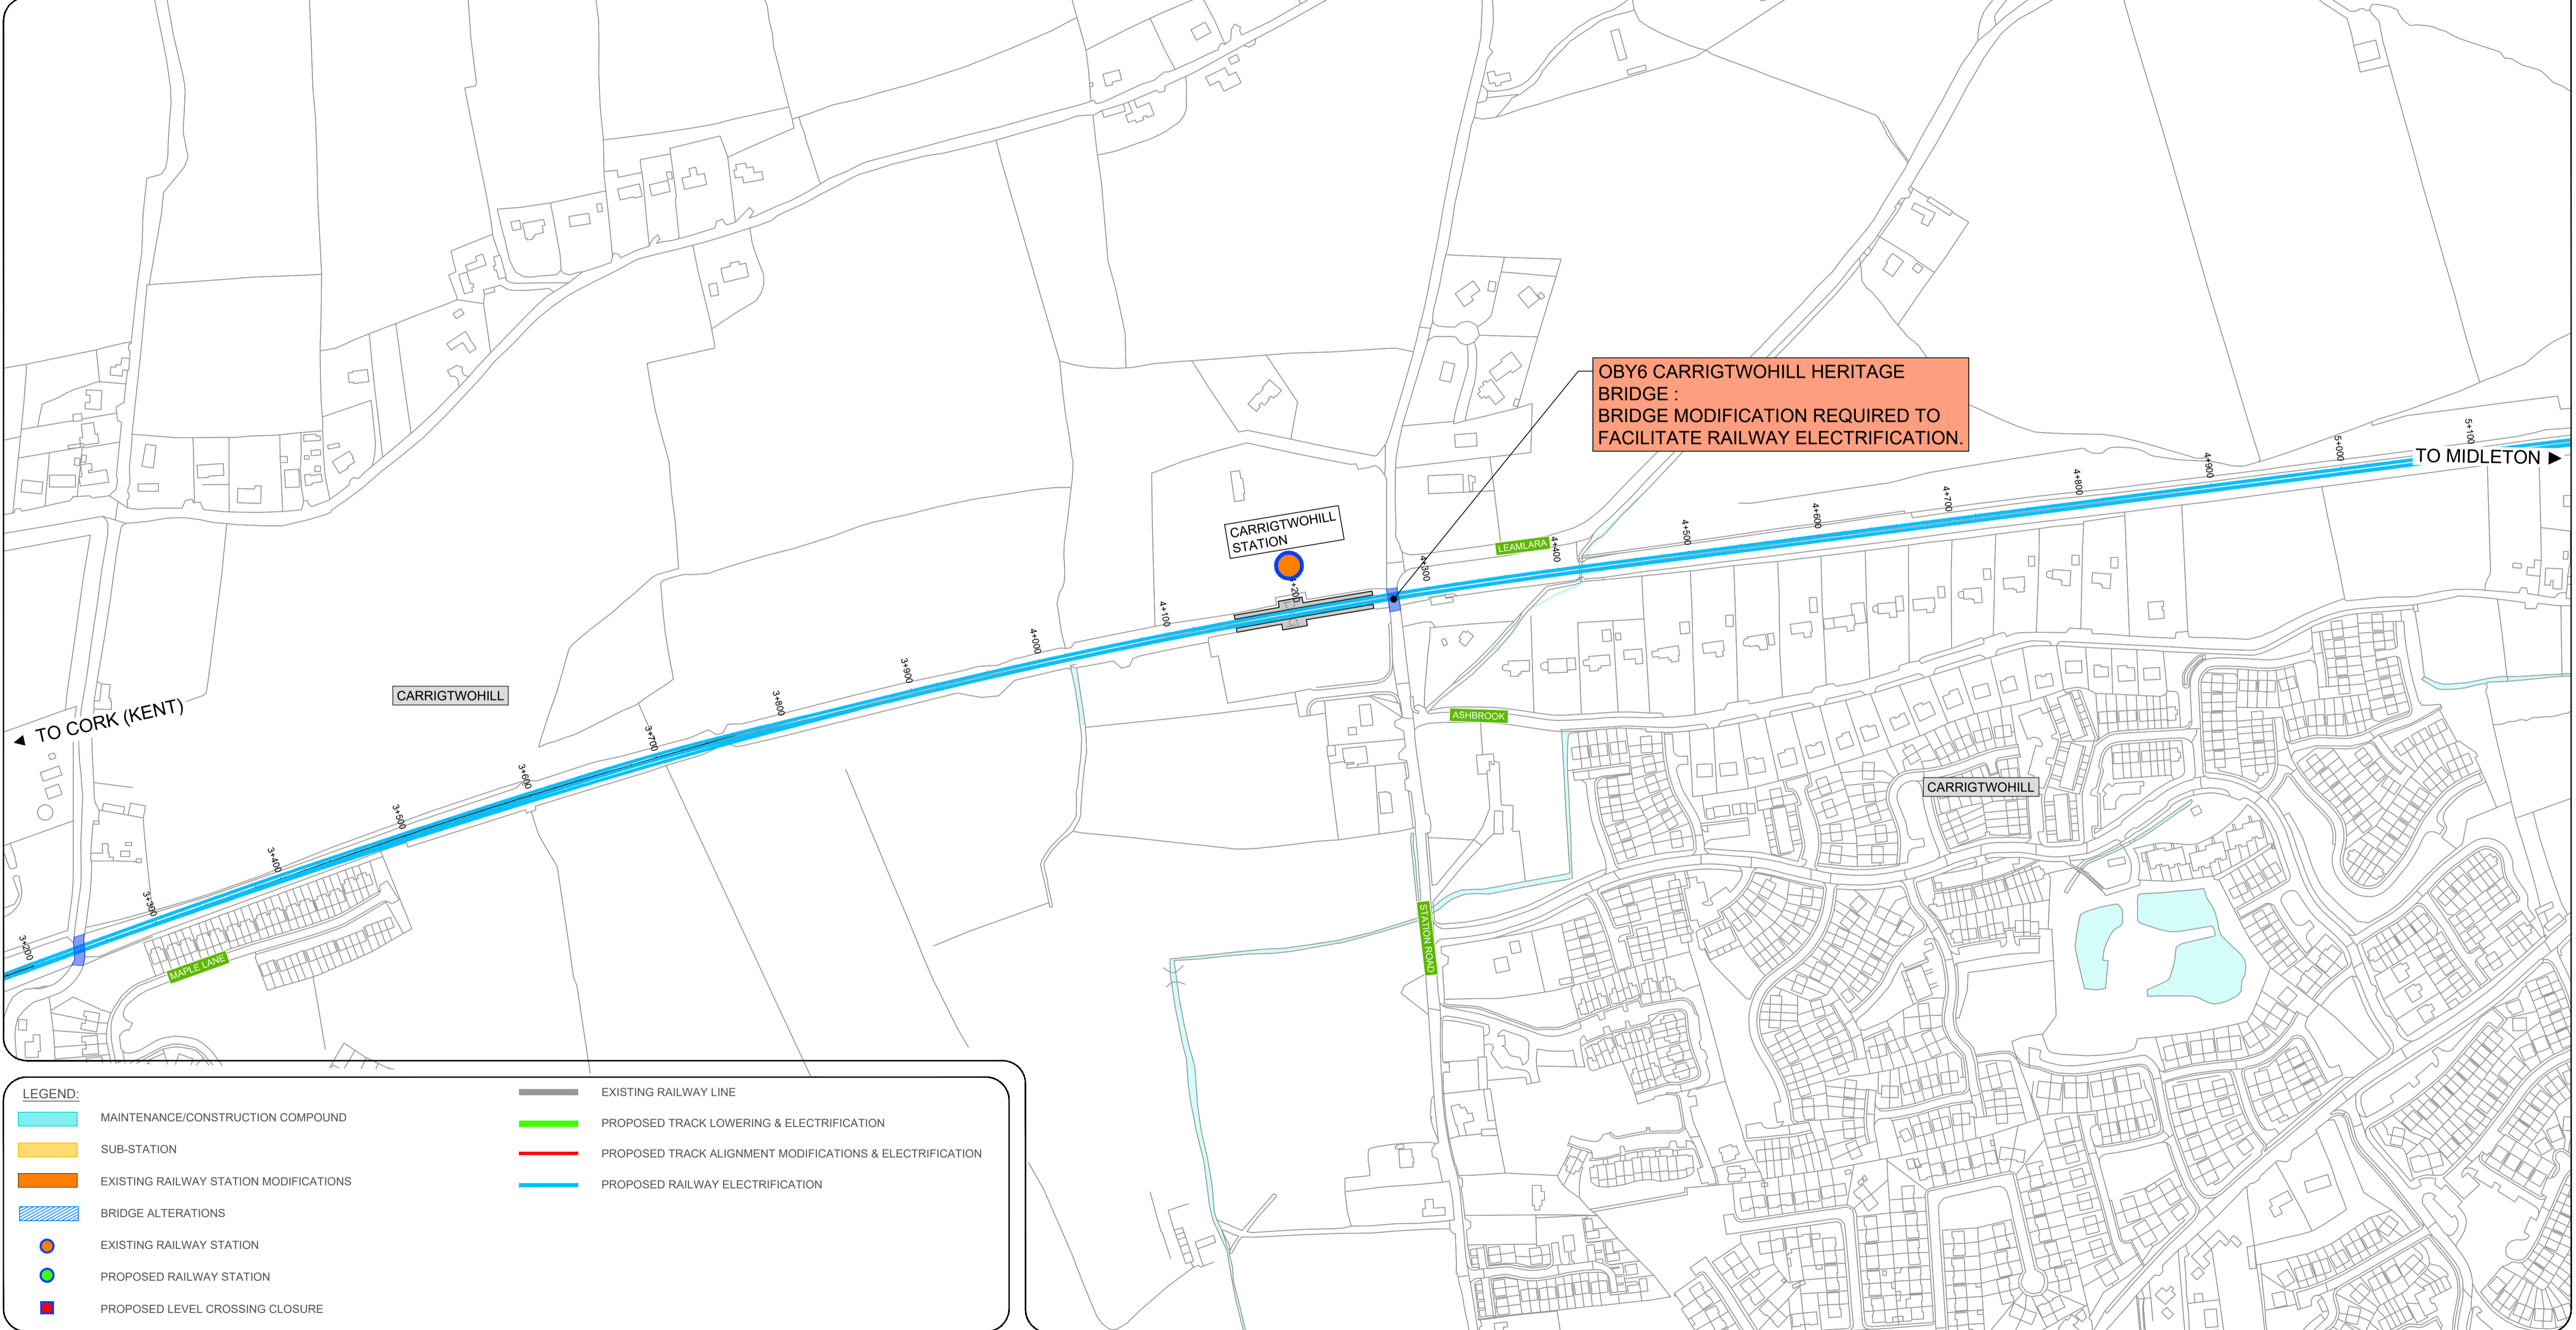 OBY6 CARRIGTWOHILL HERITAGE
BRIDGE :
BRIDGE MODIFICATION REQUIRED TO
FACILITATE RAILWAY ELECTRIFICATION.
TO MIDLETON ►
CARRIGTWOHILL
STATION
LEAMLARA
ASHBROOK
STATION ROAD
MAPLE LANE
CARRIGTWOHILL
CARRIGTWOHILL
◄ TO CORK (KENT)
3+200
3+300
3+400
3+500
3+600
3+700
3+800
3+900
4+000
4+100
4+200
4+300
4+400
4+500
4+600
4+700
4+800
4+900
5+000
5+100
LEGEND:
MAINTENANCE/CONSTRUCTION COMPOUND
SUB-STATION
EXISTING RAILWAY STATION MODIFICATIONS
BRIDGE ALTERATIONS
EXISTING RAILWAY STATION
PROPOSED RAILWAY STATION
PROPOSED LEVEL CROSSING CLOSURE
EXISTING RAILWAY LINE
PROPOSED TRACK LOWERING & ELECTRIFICATION
PROPOSED TRACK ALIGNMENT MODIFICATIONS & ELECTRIFICATION
PROPOSED RAILWAY ELECTRIFICATION